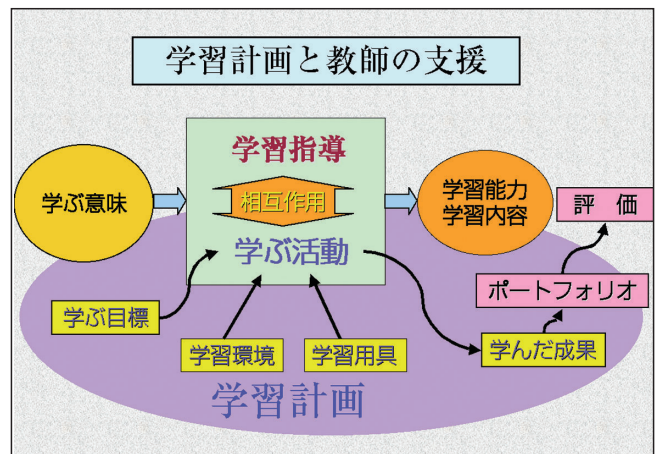 学習計画と教師の支援
学習指導
学ぶ意味
相互作用
学習能力
学習内容
評　価
学ぶ活動
ポートフォリオ
学ぶ目標
学習環境
学習用具
学んだ成果
学習計画